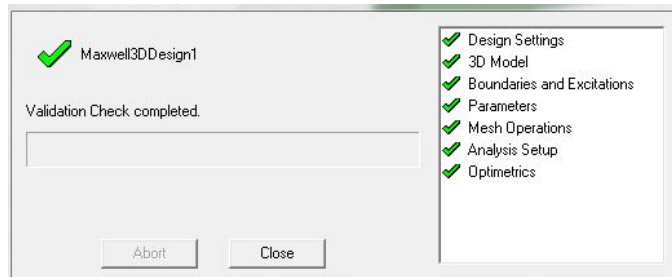 Maxwell3DDesign1
Validation Check completed.
Abort
Close
Design Settings
3D Model
Boundaries and Excitations
Parameters
Mesh Operations
Analysis Setup
Optimetrics